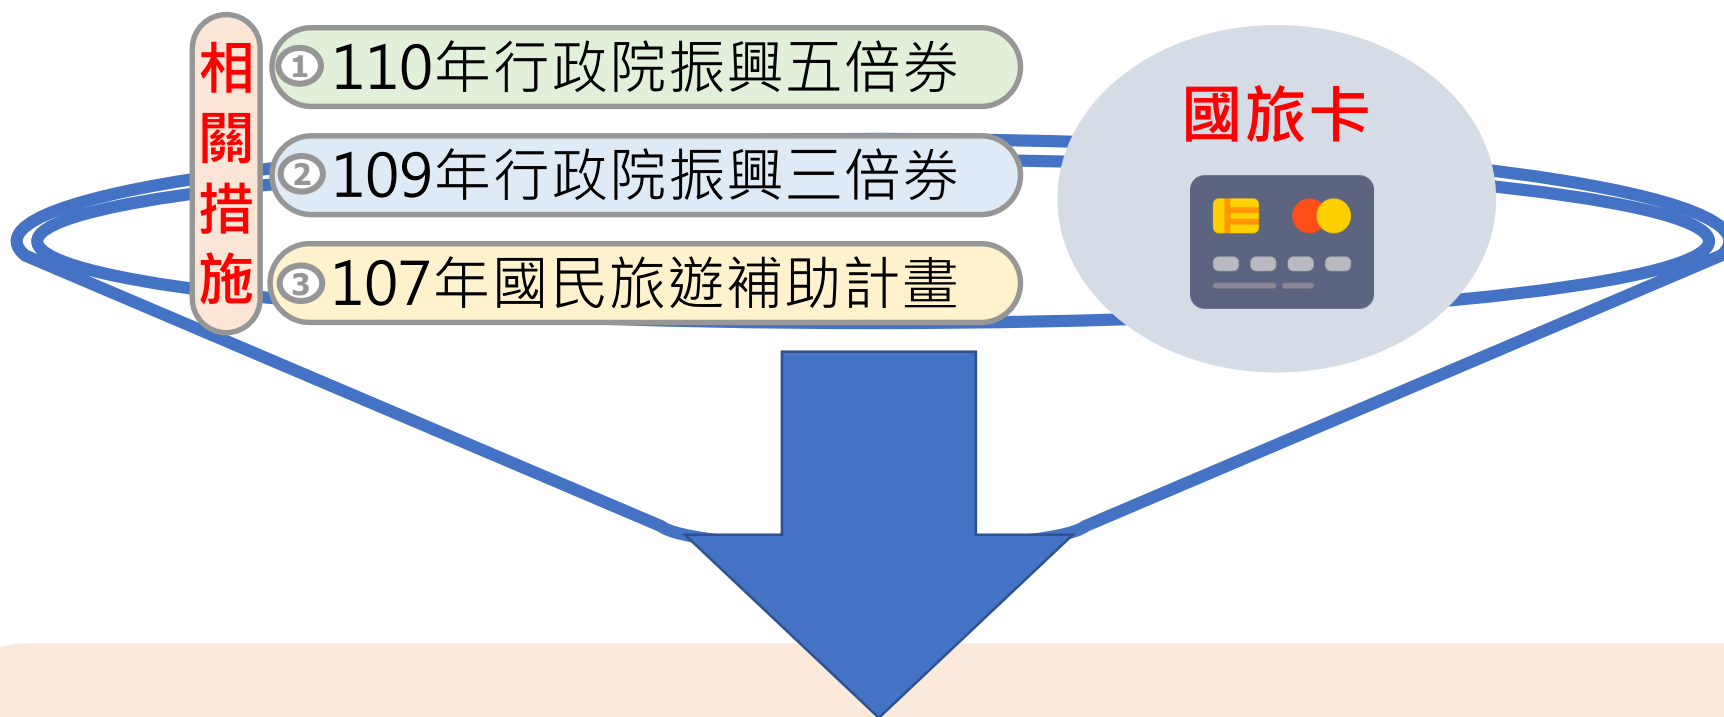 相關措施
1 110年行政院振興五倍券
2 109年行政院振興三倍券
3 107年國民旅遊補助計畫
國旅卡